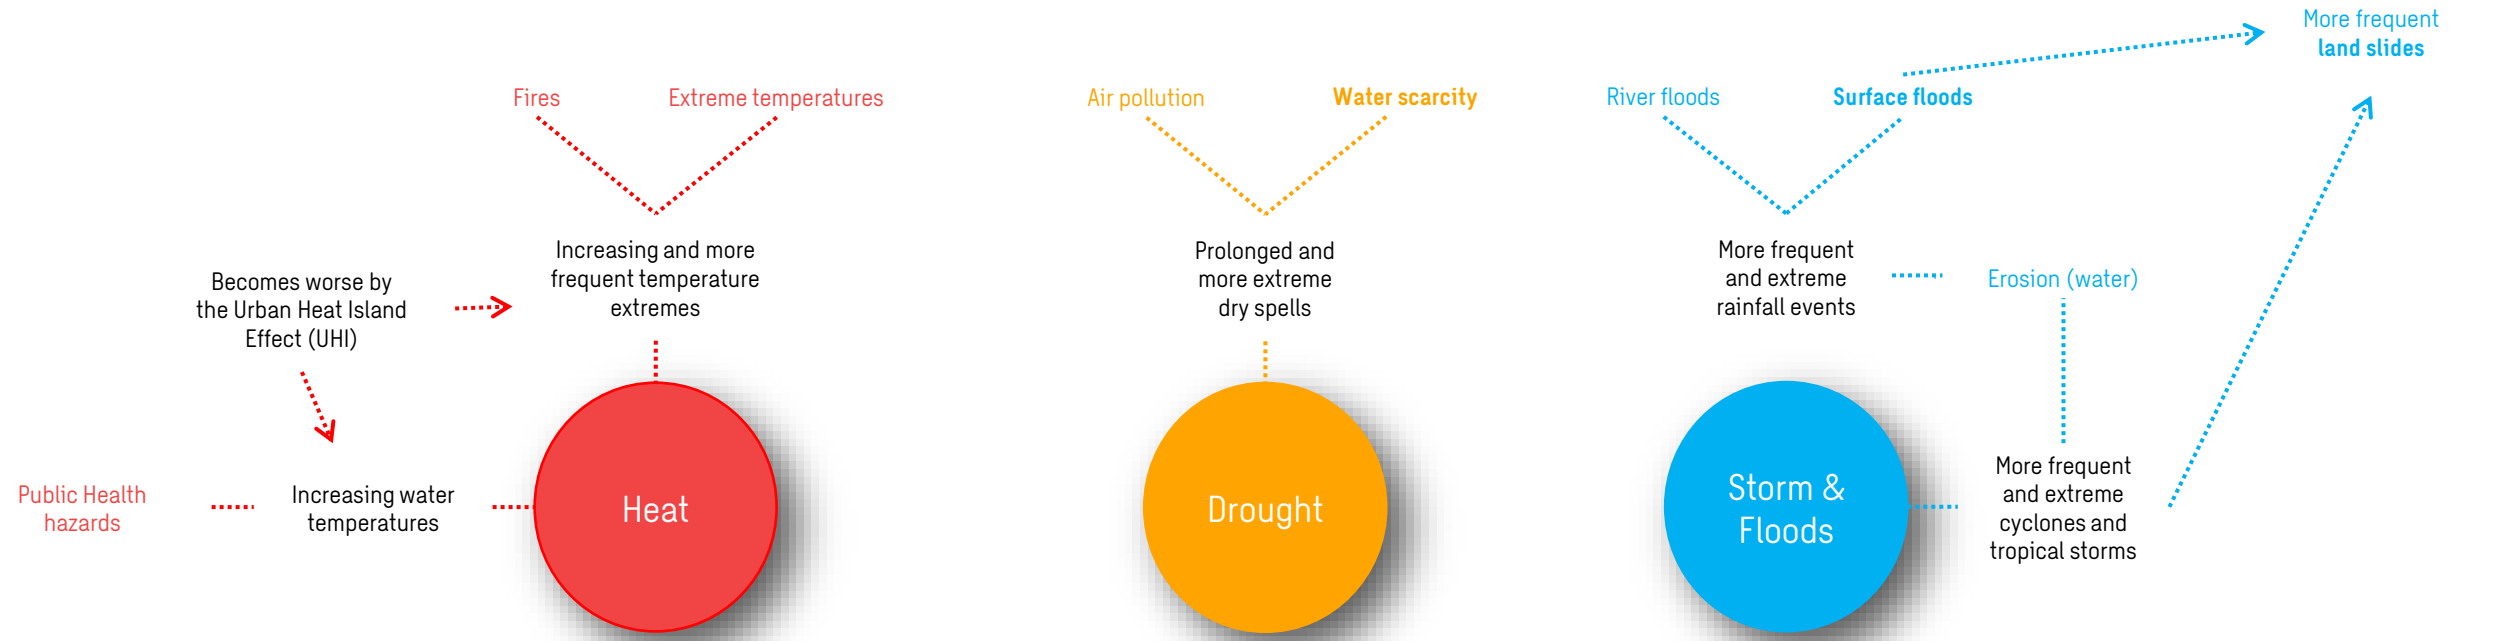 More frequent
land slides
Fires
Extreme temperatures
Air pollution
Water scarcity
River floods
Surface floods
Becomes worse by
the Urban Heat Island
Effect (UHI)
Increasing and more
frequent temperature
extremes
Prolonged and
more extreme
dry spells
More frequent
and extreme
rainfall events
Erosion (water)
Public Health
hazards
Increasing water
temperatures
Heat
Drought
Storm &
Floods
More frequent
and extreme
cyclones and
tropical storms